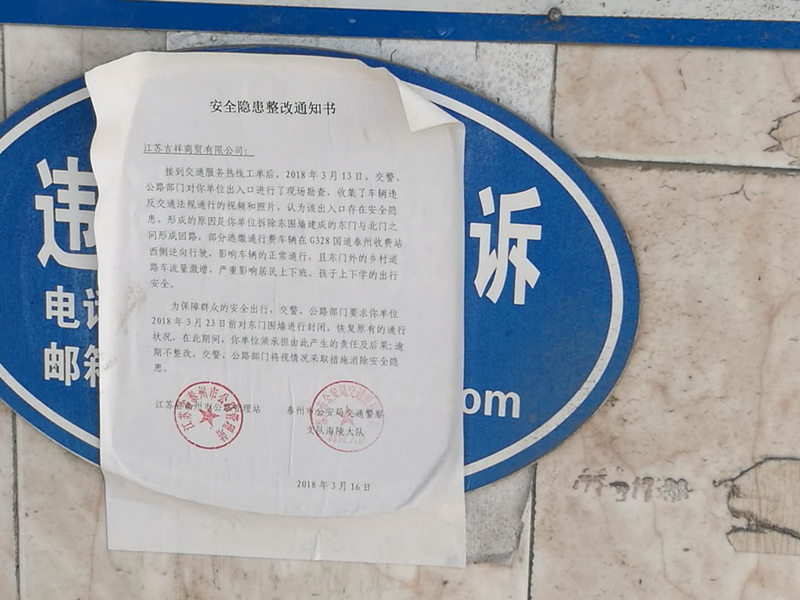 安全隐患整改通知书
江苏吉祥商贸有限公司:
接到交通服务热线工单后，2018年3月13日，交警、
公路部门对你单位出入口进行了现场勘查，收集了车辆违
反交通法规通行的视频和照片，认为该出入口存在安全隐
患，形成的原因是你单位拆除东围墙建成的东门与北门之
间形成回路，部分逃缴通行费车辆在G328国道泰州收费站
西侧逆向行驶，影响车辆的正常通行，且东门外的乡村道
路车流量激增，严重影响居民上下班、孩子上下学的出行
安全。
为保障群众的安全出行，交警、公路部门要求你单位
2018年3月23日前对东门围墙进行封闭，恢复原有的通行
状况，在此期间，你单位须承担由此产生的责任及后果;逾
期不整改，交警、公路部门将视情况采取措施消除安全隐
患。
江苏省泰州市公路管理站 泰州市公安局交通警察
支队海陵大队
2018年3月16日
违 诉
电话
邮箱 om